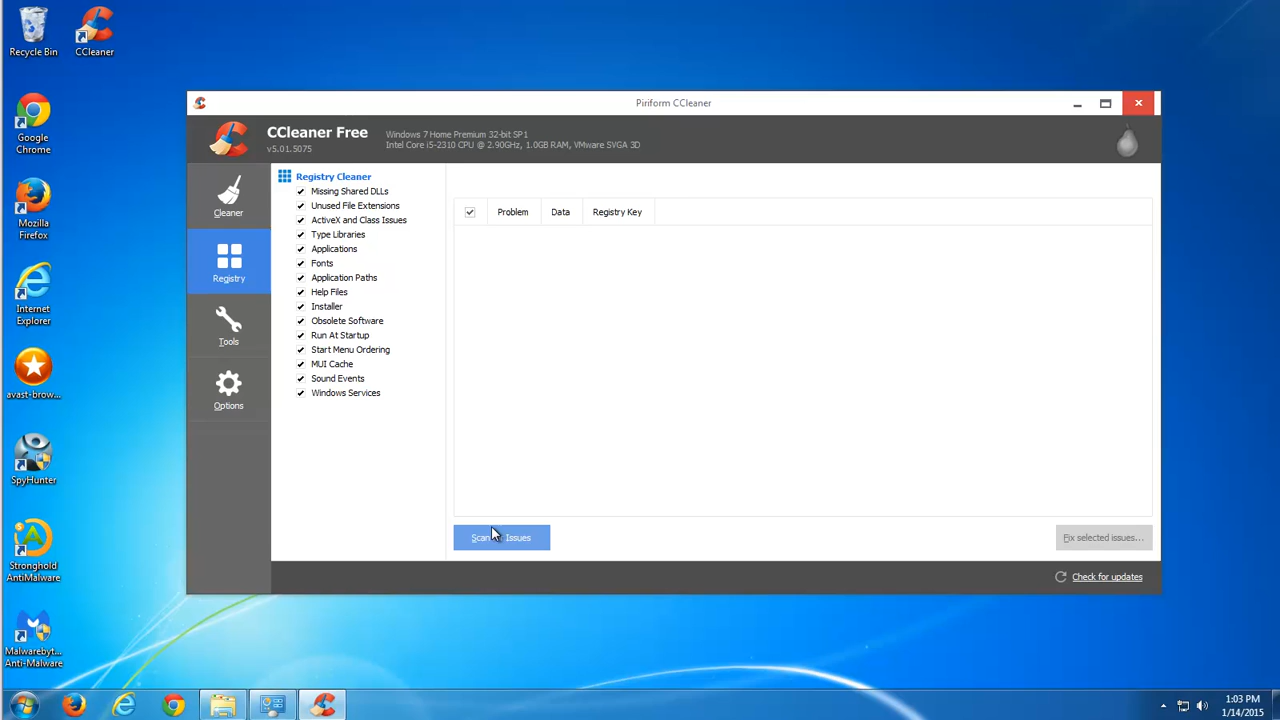 Recycle Bin
CCleaner
Google
Chrome
Mozilla
Firefox
Internet
Explorer
avast-brow...
SpyHunter
Stronghold
AntiMalware
Malwarebyt...
Anti-Malware
Piriform CCleaner
CCleaner Free
v5.01.5075
Windows 7 Home Premium 32-bit SP1
Intel Core i5-2310 CPU @ 2.90GHz, 1.0GB RAM, VMware SVGA 3D
Cleaner
Registry
Tools
Options
Registry Cleaner
Missing Shared DLLs
Unused File Extensions
ActiveX and Class Issues
Type Libraries
Applications
Fonts
Application Paths
Help Files
Installer
Obsolete Software
Run At Startup
Start Menu Ordering
MUI Cache
Sound Events
Windows Services
Problem Data Registry Key
Scan Issues
Fix selected issues...
Check for updates
1:03 PM
1/14/2015